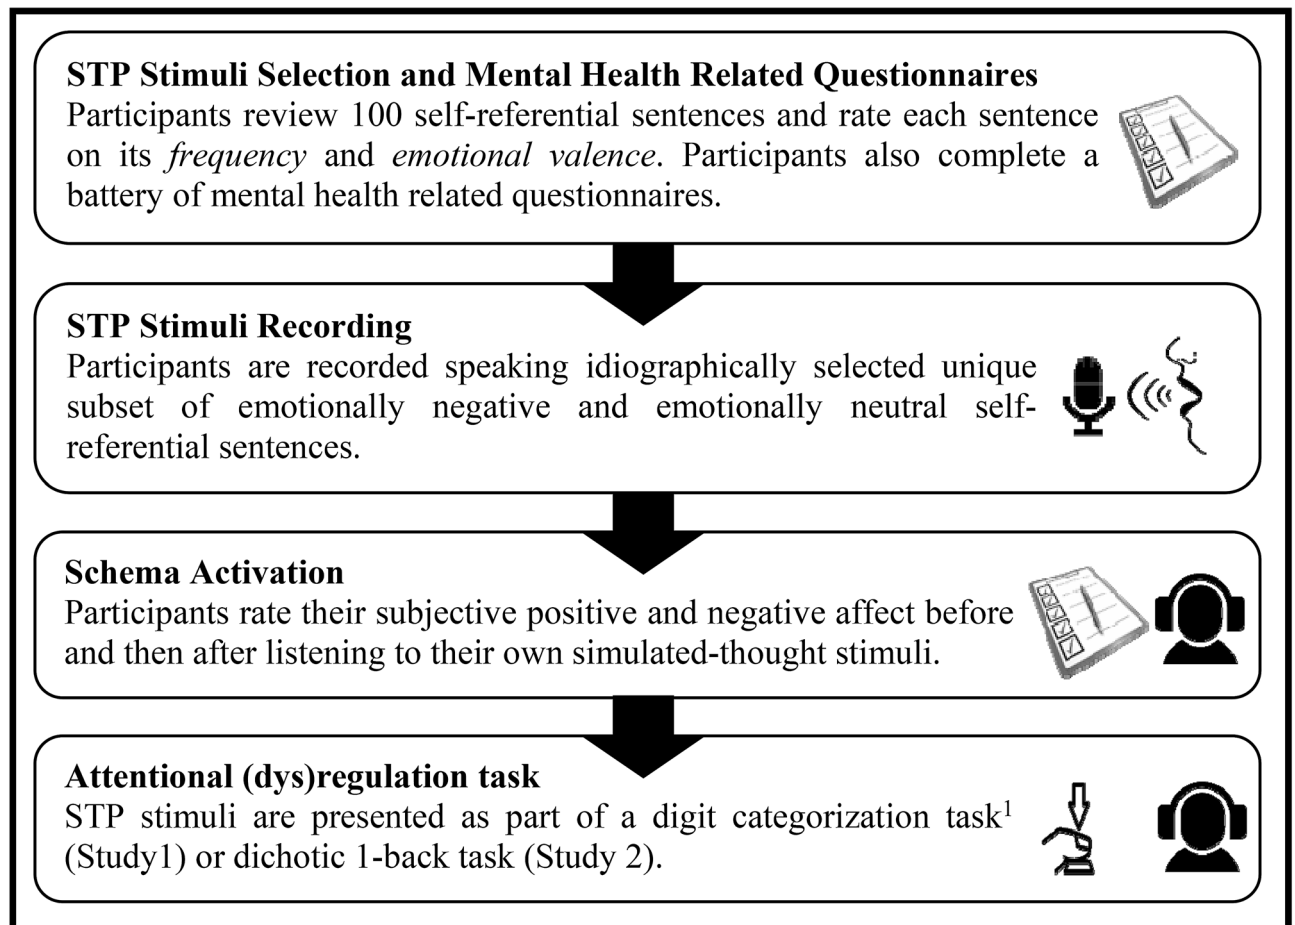 STP Stimuli Selection and Mental Health Related Questionnaires
Participants review 100 self-referential sentences and rate each sentence
on its frequency and emotional valence. Participants also complete a
battery of mental health related questionnaires.
STP Stimuli Recording
Participants are recorded speaking idiographically selected unique
subset of emotionally negative and emotionally neutral self-
referential sentences.
Schema Activation
Participants rate their subjective positive and negative affect before
and then after listening to their own simulated-thought stimuli.
Attentional (dys)regulation task
STP stimuli are presented as part of a digit categorization task¹
(Study1) or dichotic 1-back task (Study 2).